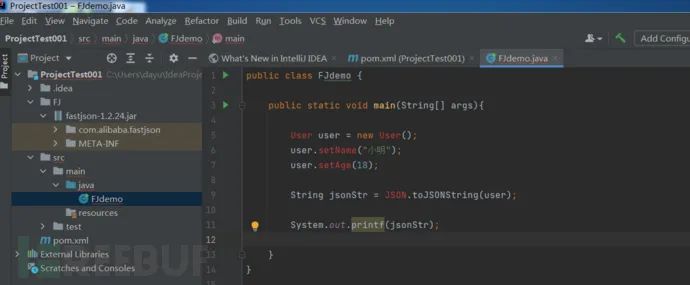 ProjectTest001 – FJdemo.java
File Edit View Navigate Code Analyze Refactor Build Run Tools VCS Window Help
ProjectTest001 src main java FJdemo main Add Configu
Project What's New in IntelliJ IDEA pom.xml (ProjectTest001) FJdemo.java
Project
ProjectTest001 C:\Users\dayu\IdeaProje
.idea
FJ
fastjson-1.2.24.jar
com.alibaba.fastjson
META-INF
src
main
java
FJdemo
resources
test
pom.xml
External Libraries
Scratches and Consoles
1 public class FJdemo {
2
3 public static void main(String[] args){
4
5 User user = new User();
6 user.setName("小明");
7 user.setAge(18);
8
9 String jsonStr = JSON.toJSONString(user);
10
11 System.out.printf(jsonStr);
12
13 }
14 }
REEBUF